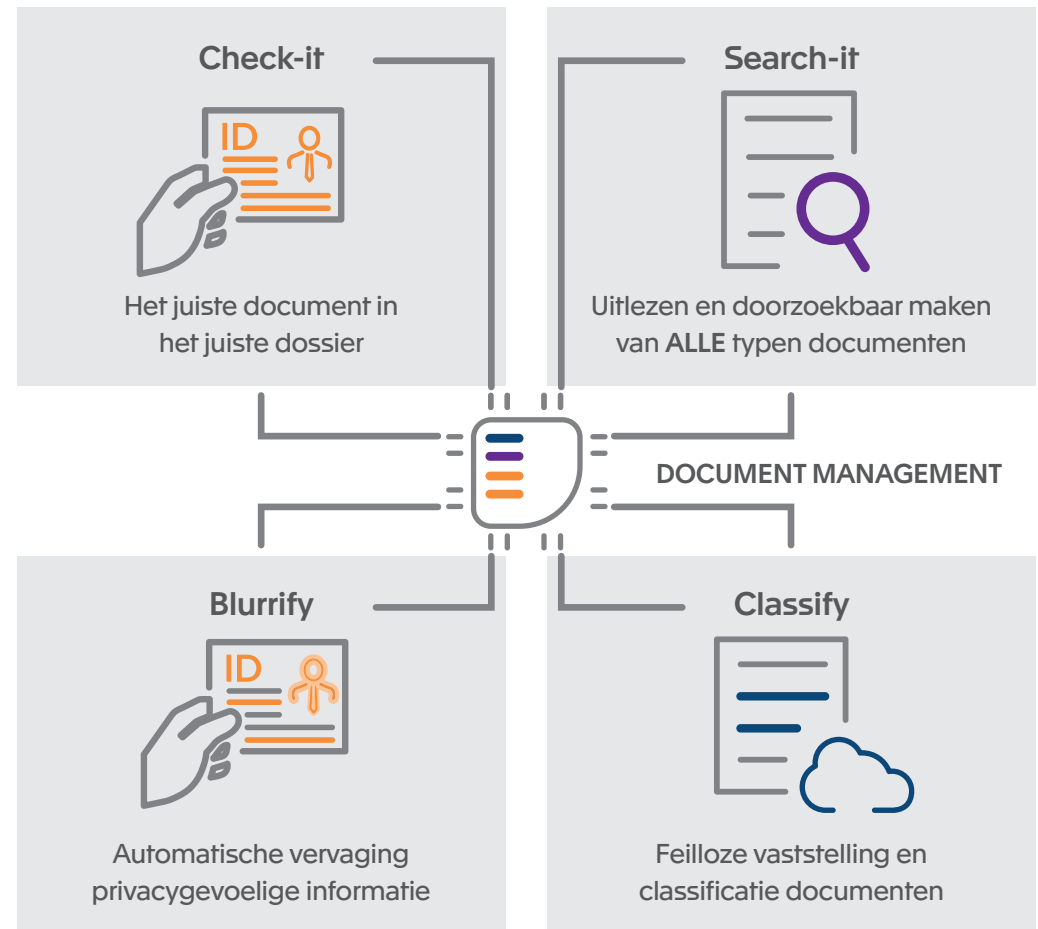 Check-it
ID
Het juiste document in
het juiste dossier
Search-it
Uitlezen en doorzoekbaar maken
van ALLE typen documenten
DOCUMENT MANAGEMENT
Blurrify
ID
Automatische vervaging
privacygevoelige informatie
Classify
Feilloze vaststelling en
classificatie documenten